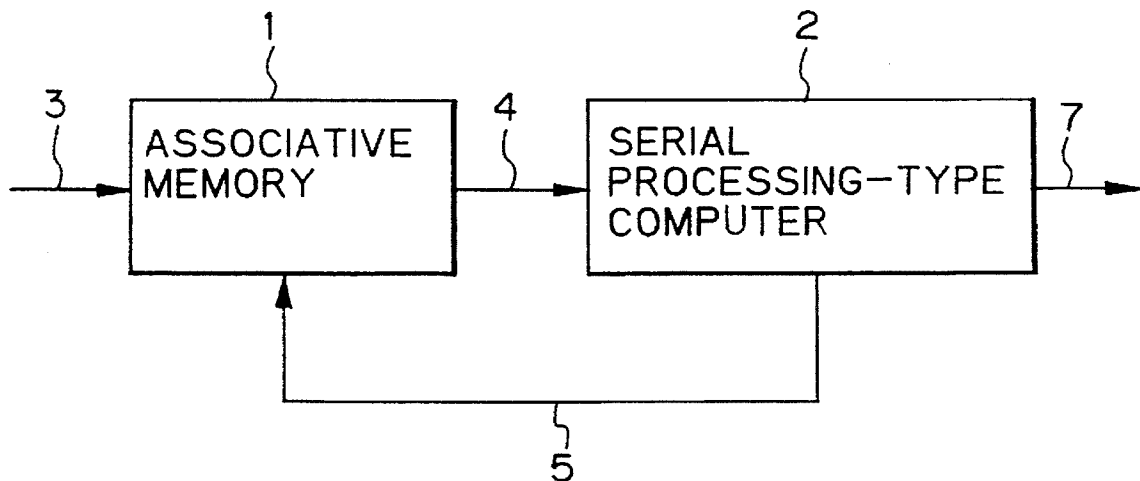 1
2
3
ASSOCIATIVE
MEMORY
4
SERIAL
PROCESSING-TYPE
COMPUTER
7
5